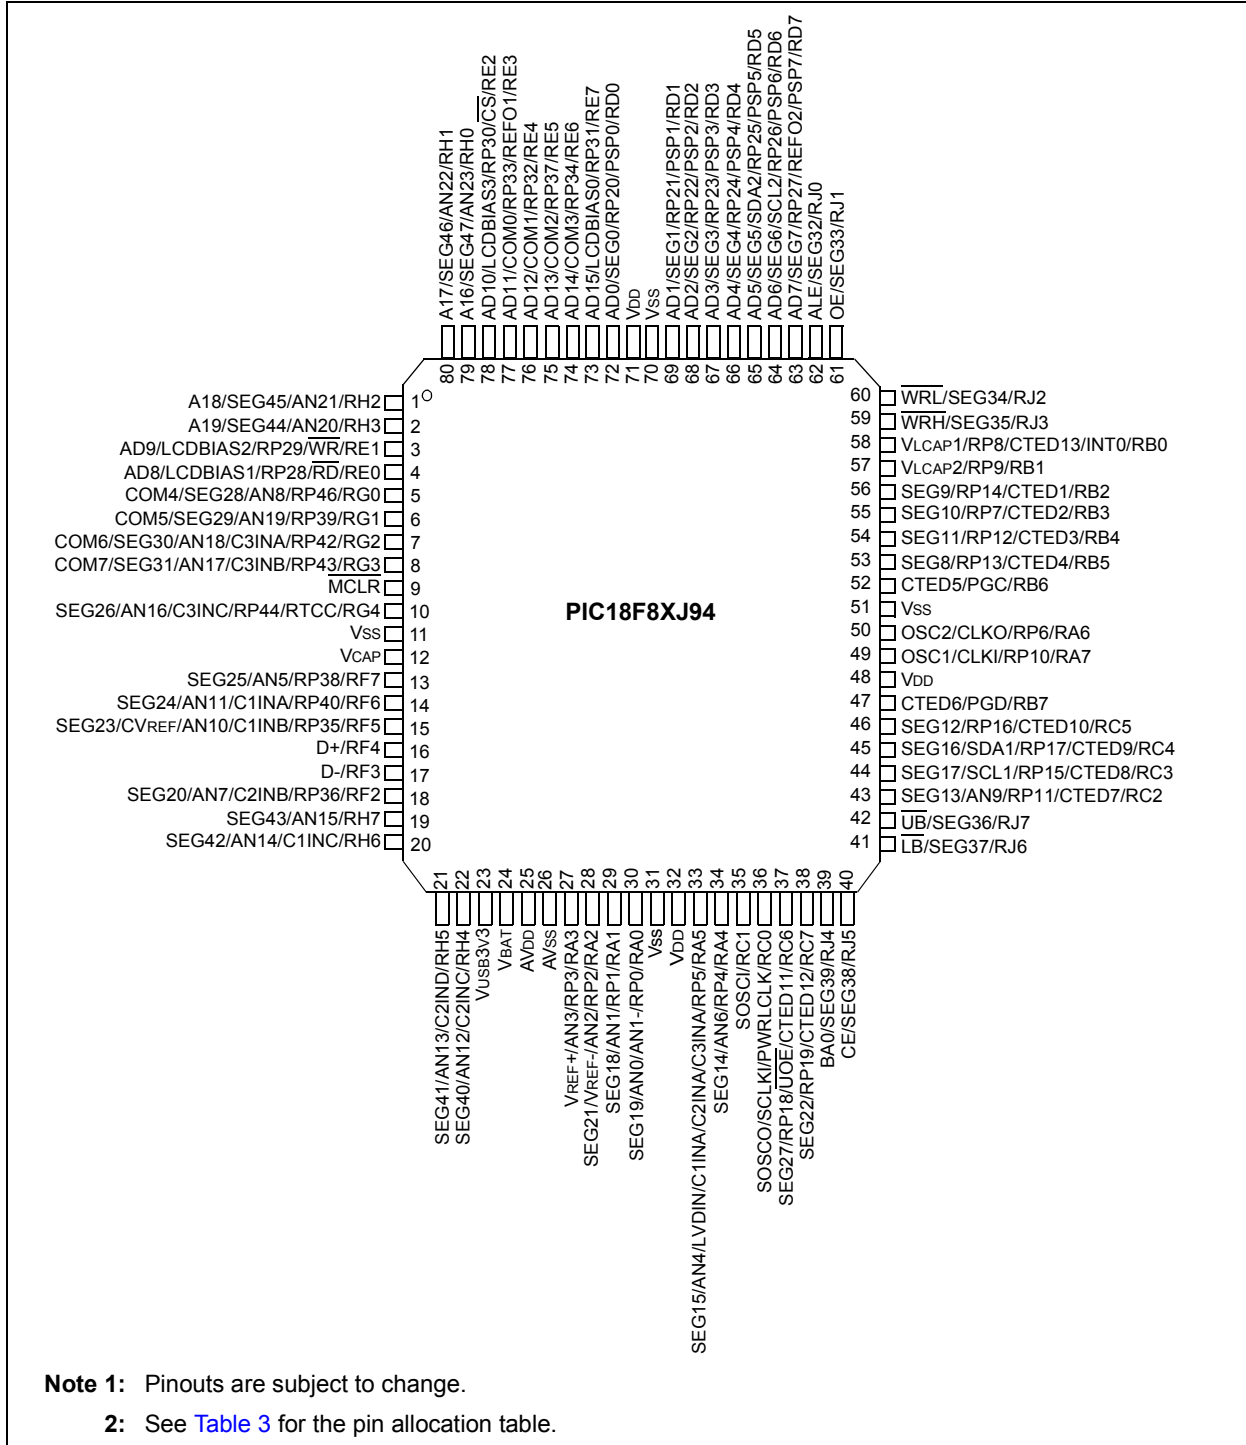 A17/SEG46/AN22/RH1
A16/SEG47/AN23/RH0
AD10/LCDBIAS3/RP30/CS/RE2
AD11/COM0/RP33/REFO1/RE3
AD12/COM1/RP32/RE4
AD13/COM2/RP37/RE5
AD14/COM3/RP34/RE6
AD15/LCDBIAS0/RP31/RE7
AD0/SEG0/RP20/PSP0/RD0
VDD
VSS
AD1/SEG1/RP21/PSP1/RD1
AD2/SEG2/RP22/PSP2/RD2
AD3/SEG3/RP23/PSP3/RD3
AD4/SEG4/RP24/PSP4/RD4
AD5/SEG5/SDA2/RP25/PSP5/RD5
AD6/SEG6/SCL2/RP26/PSP6/RD6
AD7/SEG7/RP27/REFO2/PSP7/RD7
ALE/SEG32/RJ0
OE/SEG33/RJ1
80 79 78 77 76 75 74 73 72 71 70 69 68 67 66 65 64 63 62 61
A18/SEG45/AN21/RH2 1
A19/SEG44/AN20/RH3 2
AD9/LCDBIAS2/RP29/WR/RE1 3
AD8/LCDBIAS1/RP28/RD/RE0 4
COM4/SEG28/AN8/RP46/RG0 5
COM5/SEG29/AN19/RP39/RG1 6
COM6/SEG30/AN18/C3INA/RP42/RG2 7
COM7/SEG31/AN17/C3INB/RP43/RG3 8
MCLR 9
SEG26/AN16/C3INC/RP44/RTCC/RG4 10
VSS 11
VCAP 12
SEG25/AN5/RP38/RF7 13
SEG24/AN11/C1INA/RP40/RF6 14
SEG23/CVREF/AN10/C1INB/RP35/RF5 15
D+/RF4 16
D-/RF3 17
SEG20/AN7/C2INB/RP36/RF2 18
SEG43/AN15/RH7 19
SEG42/AN14/C1INC/RH6 20
PIC18F8XJ94
60 WRL/SEG34/RJ2
59 WRH/SEG35/RJ3
58 VLCAP1/RP8/CTED13/INT0/RB0
57 VLCAP2/RP9/RB1
56 SEG9/RP14/CTED1/RB2
55 SEG10/RP7/CTED2/RB3
54 SEG11/RP12/CTED3/RB4
53 SEG8/RP13/CTED4/RB5
52 CTED5/PGC/RB6
51 VSS
50 OSC2/CLKO/RP6/RA6
49 OSC1/CLKI/RP10/RA7
48 VDD
47 CTED6/PGD/RB7
46 SEG12/RP16/CTED10/RC5
45 SEG16/SDA1/RP17/CTED9/RC4
44 SEG17/SCL1/RP15/CTED8/RC3
43 SEG13/AN9/RP11/CTED7/RC2
42 UB/SEG36/RJ7
41 LB/SEG37/RJ6
21 22 23 24 25 26 27 28 29 30 31 32 33 34 35 36 37 38 39 40
SEG41/AN13/C2IND/RH5
SEG40/AN12/C2INC/RH4
VUSB3V3
VBAT
AVDD
AVSS
VREF+/AN3/RP3/RA3
SEG21/VREF-/AN2/RP2/RA2
SEG18/AN1/RP1/RA1
SEG19/AN0/AN1-/RP0/RA0
VSS
VDD
SEG15/AN4/LVDIN/C1INA/C2INA/C3INA/RP5/RA5
SEG14/AN6/RP4/RA4
SOSCI/RC1
SOSCO/SCLKI/PWRLCLK/RC0
SEG27/RP18/UOE/CTED11/RC6
SEG22/RP19/CTED12/RC7
BA0/SEG39/RJ4
CE/SEG38/RJ5
Note 1: Pinouts are subject to change.
2: See Table 3 for the pin allocation table.